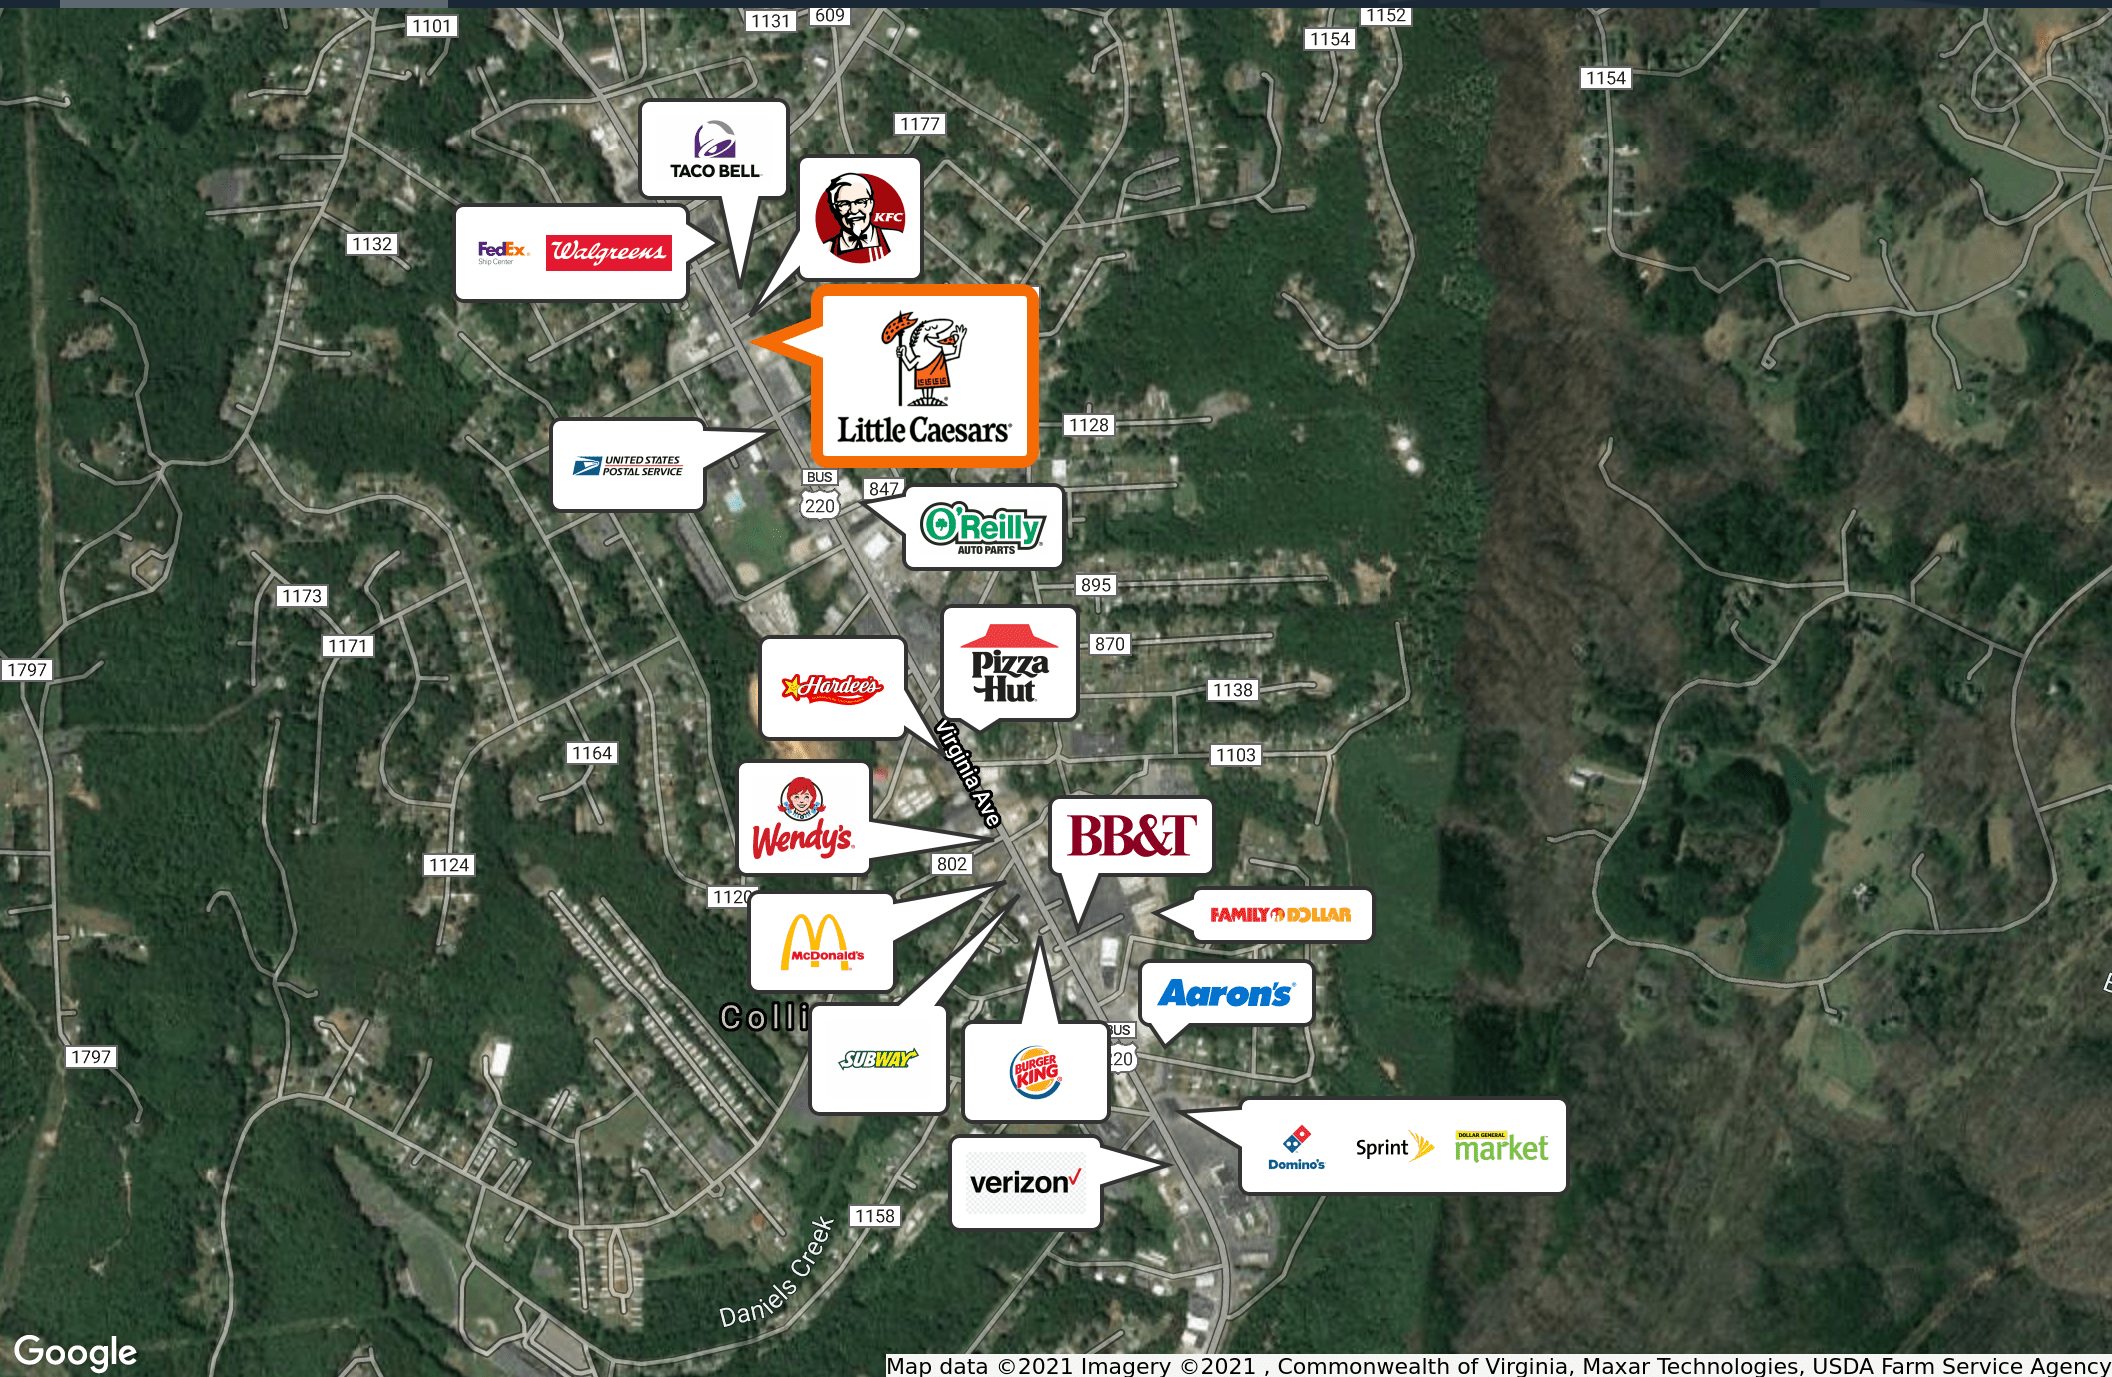 1101
1131
609
1152
1154
1154
1177
TACO BELL
KFC
1132
FedEx
Ship Center
Walgreens
LLLL
Little Caesars
1128
UNITED STATES
POSTAL SERVICE
BUS
220
847
O'Reilly
AUTO PARTS
895
1173
1171
870
Pizza
Hut
1797
Hardee's
1138
Virginia Ave
1164
1103
Wendy's
BB&T
802
1124
1120
FAMILY DOLLAR
McDonald's
Aaron's
Colli
BUS
220
SUBWAY
BURGER
KING
1797
Domino's
Sprint
DOLLAR GENERAL
market
verizon
1158
Daniels Creek
Google
Map data ©2021 Imagery ©2021 , Commonwealth of Virginia, Maxar Technologies, USDA Farm Service Agency